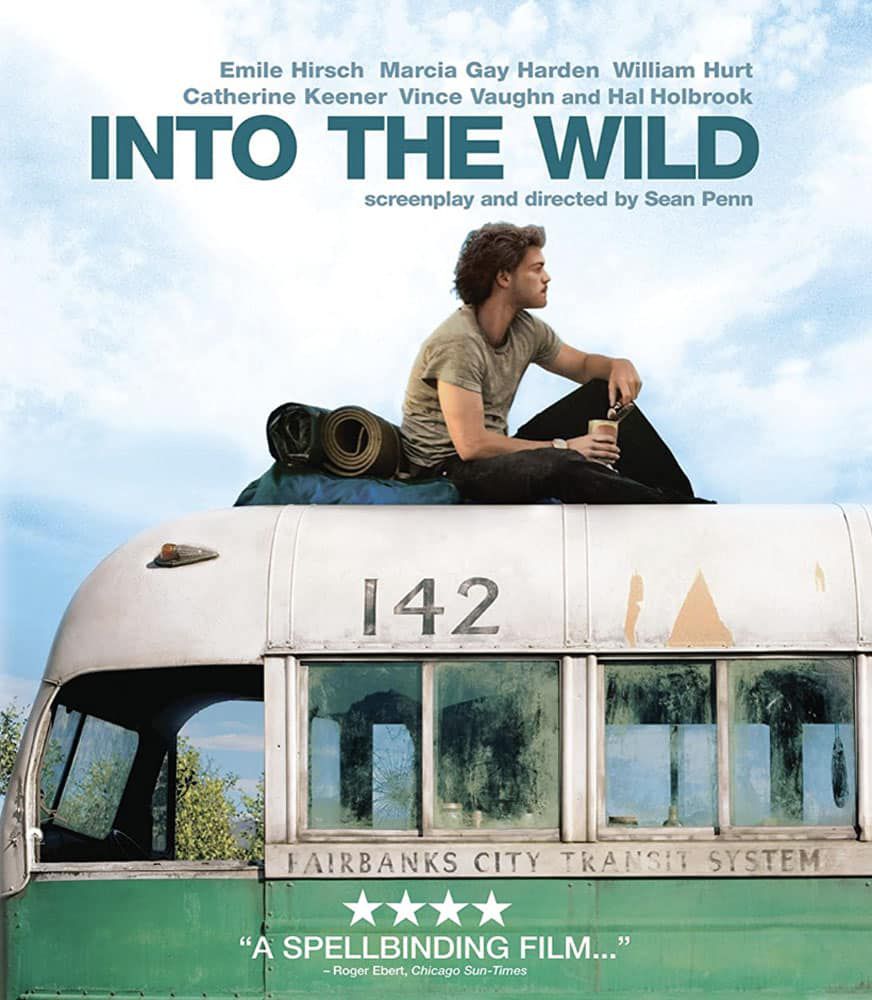 Emile Hirsch Marcia Gay Harden William Hurt
Catherine Keener Vince Vaughn and Hal Holbrook
INTO THE WILD
screenplay and directed by Sean Penn
142
FAIRBANKS CITY TRANSIT SYSTEM
“A SPELLBINDING FILM...”
– Roger Ebert, Chicago Sun-Times